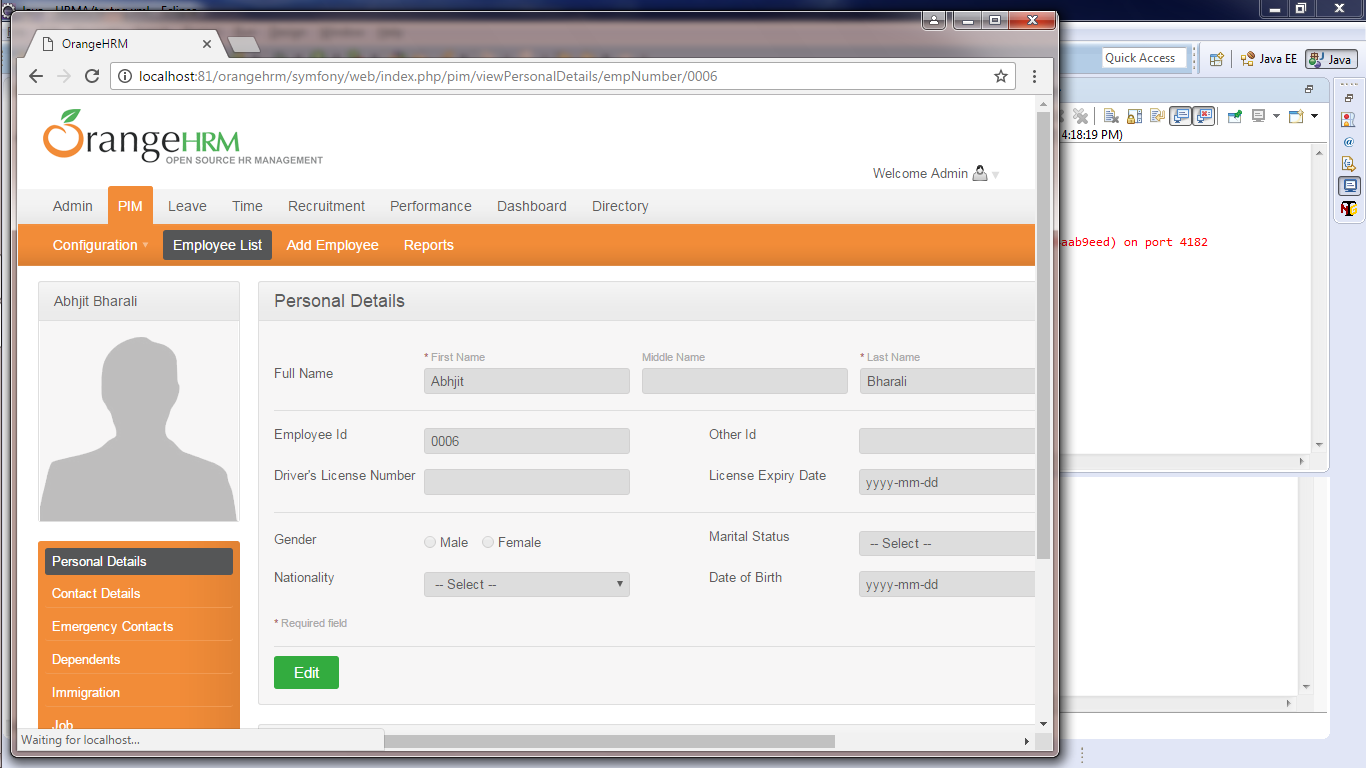 OrangeHRM
localhost:81/orangehrm/symfony/web/index.php/pim/viewPersonalDetails/empNumber/0006
Quick Access
Java EE
Java
4:18:19 PM)
OrangeHRM
OPEN SOURCE HR MANAGEMENT
Welcome Admin
Admin PIM Leave Time Recruitment Performance Dashboard Directory
Configuration Employee List Add Employee Reports
aab9eed) on port 4182
Abhjit Bharali
Personal Details
* First Name Middle Name * Last Name
Full Name Abhjit Bharali
Employee Id 0006 Other Id
Driver's License Number License Expiry Date yyyy-mm-dd
Gender Male Female Marital Status -- Select --
Nationality -- Select -- Date of Birth yyyy-mm-dd
* Required field
Edit
Personal Details
Contact Details
Emergency Contacts
Dependents
Immigration
Job
Waiting for localhost...